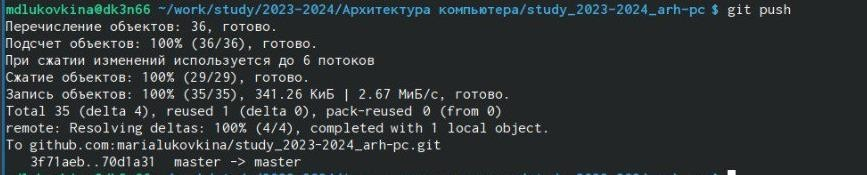 mdlukovkina@dk3n66 ~/work/study/2023-2024/Архитектура компьютера/study_2023-2024_arh-pc $ git push
Перечисление объектов: 36, готово.
Подсчет объектов: 100% (36/36), готово.
При сжатии изменений используется до 6 потоков
Сжатие объектов: 100% (29/29), готово.
Запись объектов: 100% (35/35), 341.26 КиБ | 2.67 МиБ/с, готово.
Total 35 (delta 4), reused 1 (delta 0), pack-reused 0 (from 0)
remote: Resolving deltas: 100% (4/4), completed with 1 local object.
To github.com:marialukovkina/study_2023-2024_arh-pc.git
   3f71aeb..70d1a31  master -> master